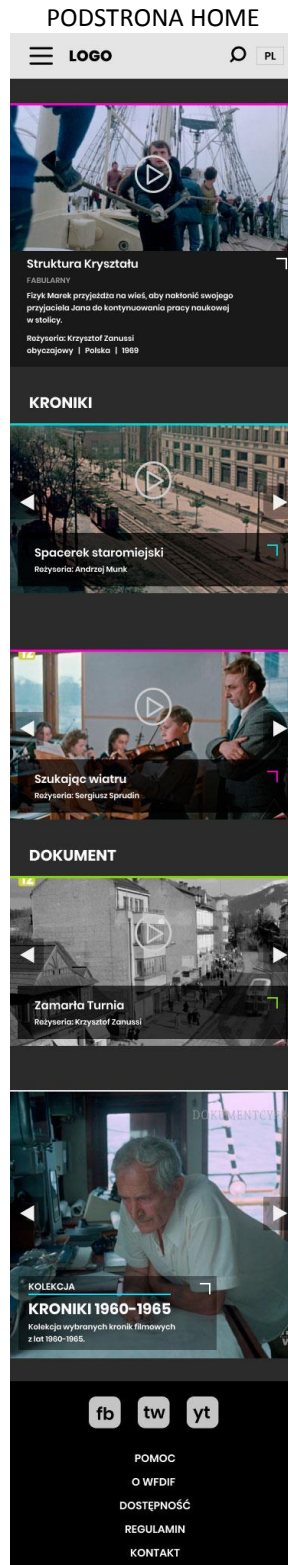 PODSTRONA HOME
LOGO
PL
Struktura Kryształu
FABULARNY
Fizyk Marek przyjeżdża na wieś, aby nakłonić swojego
przyjaciela Jana do kontynuowania pracy naukowej
w stolicy.
Reżyseria: Krzysztof Zanussi
obyczajowy | Polska | 1969
KRONIKI
Spacerek staromiejski
Reżyseria: Andrzej Munk
12
Szukając wiatru
Reżyseria: Sergiusz Sprudin
DOKUMENT
12
Zamarła Turnia
Reżyseria: Krzysztof Zanussi
KOLEKCJA
KRONIKI 1960-1965
Kolekcja wybranych kronik filmowych
z lat 1960-1965.
fb tw yt
POMOC
O WFDIF
DOSTĘPNOŚĆ
REGULAMIN
KONTAKT